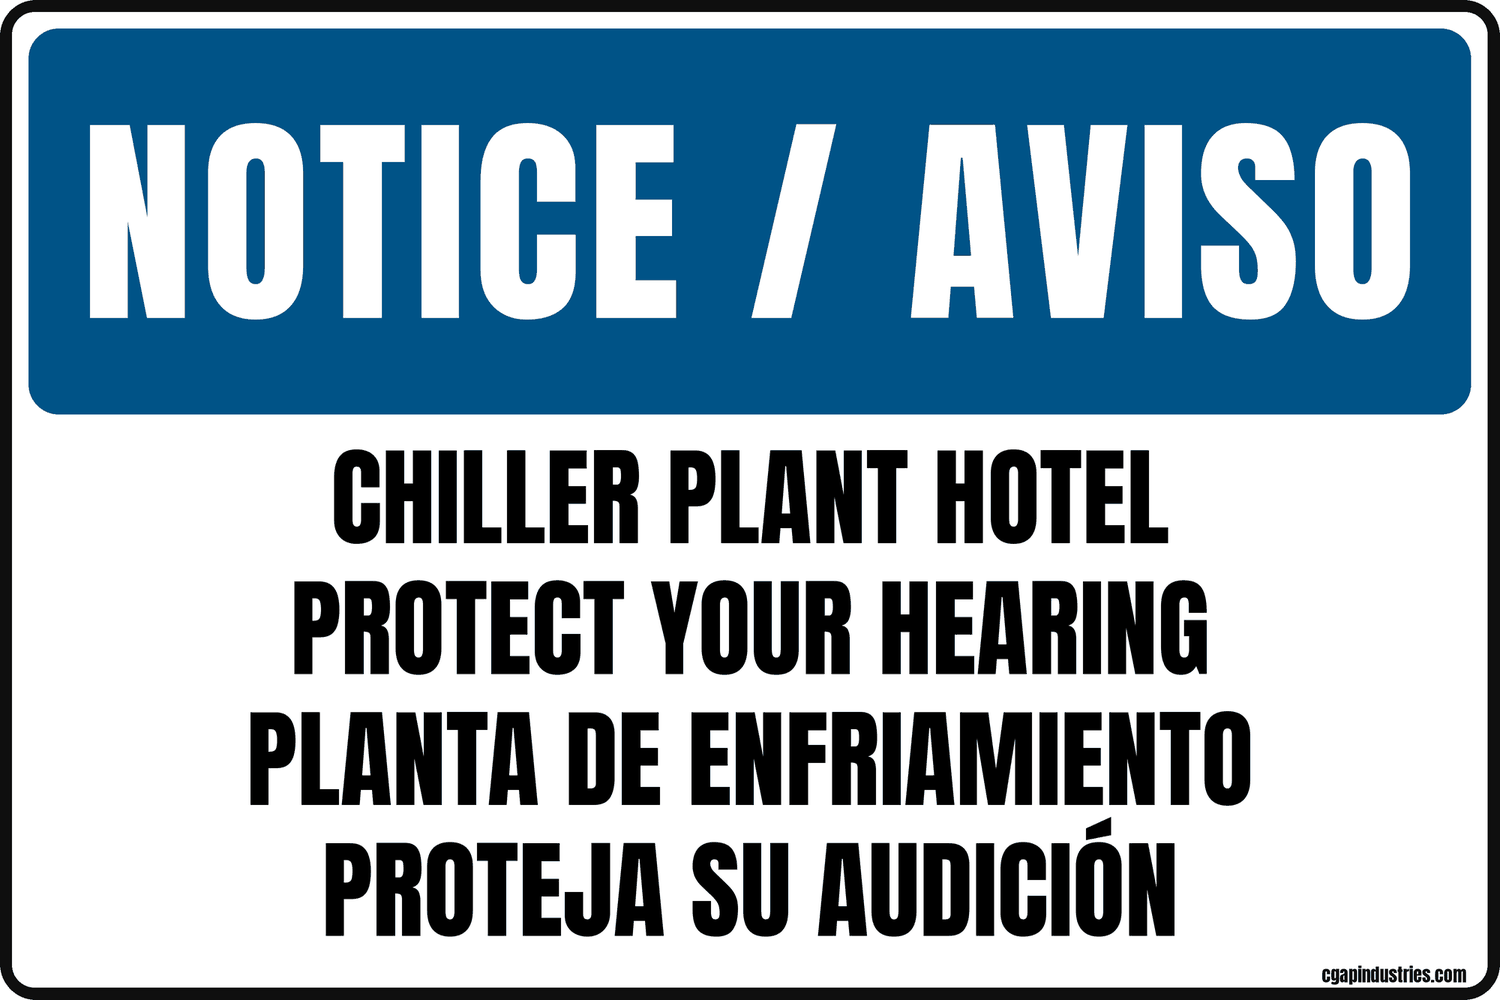 NOTICE / AVISO
CHILLER PLANT HOTEL
PROTECT YOUR HEARING
PLANTA DE ENFRIAMIENTO
PROTEJA SU AUDICIÓN
cgapindustries.com